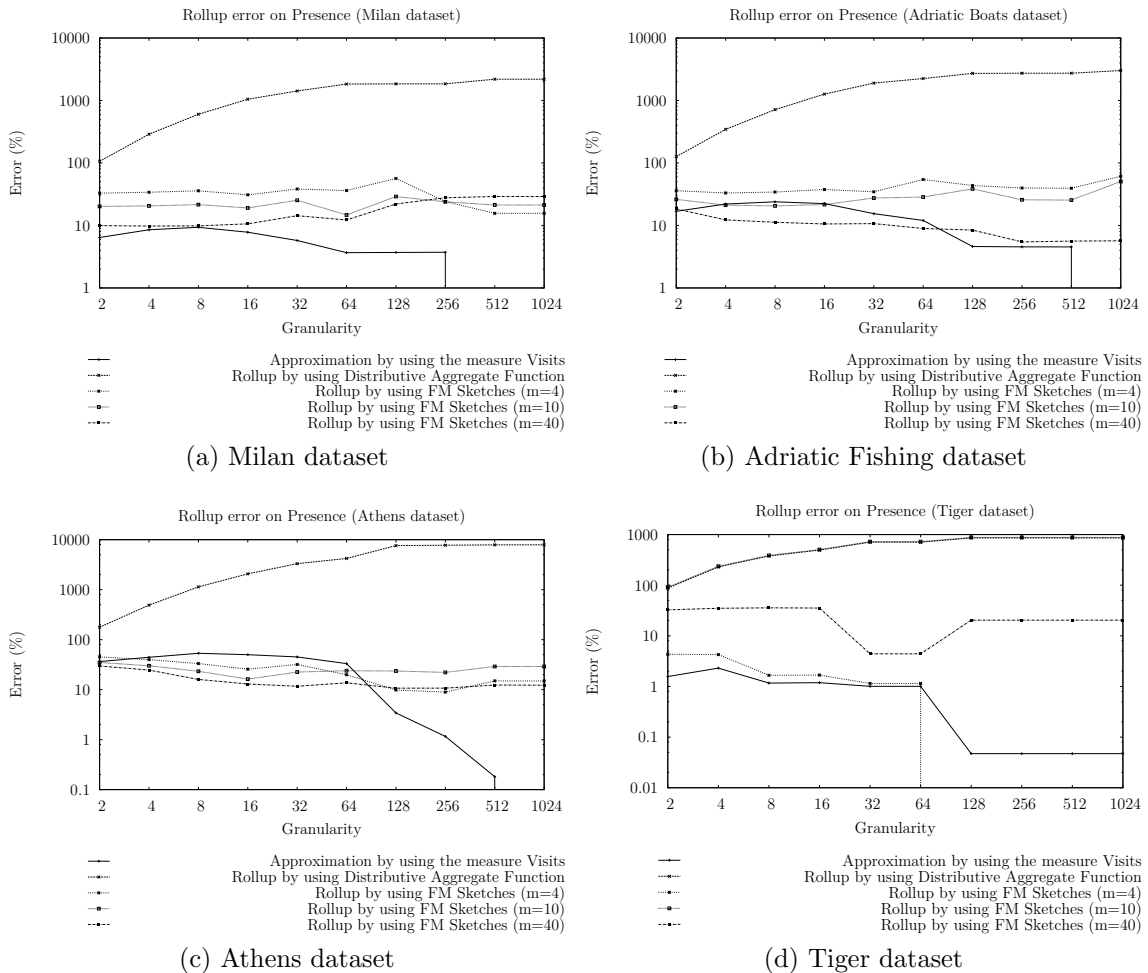 Rollup error on Presence (Milan dataset)
10000
1000
100
10
1
Error (%)
2 4 8 16 32 64 128 256 512 1024
Granularity
Approximation by using the measure Visits
Rollup by using Distributive Aggregate Function
Rollup by using FM Sketches (m=4)
Rollup by using FM Sketches (m=10)
Rollup by using FM Sketches (m=40)
(a) Milan dataset
Rollup error on Presence (Adriatic Boats dataset)
10000
1000
100
10
1
Error (%)
2 4 8 16 32 64 128 256 512 1024
Granularity
Approximation by using the measure Visits
Rollup by using Distributive Aggregate Function
Rollup by using FM Sketches (m=4)
Rollup by using FM Sketches (m=10)
Rollup by using FM Sketches (m=40)
(b) Adriatic Fishing dataset
Rollup error on Presence (Athens dataset)
10000
1000
100
10
1
0.1
Error (%)
2 4 8 16 32 64 128 256 512 1024
Granularity
Approximation by using the measure Visits
Rollup by using Distributive Aggregate Function
Rollup by using FM Sketches (m=4)
Rollup by using FM Sketches (m=10)
Rollup by using FM Sketches (m=40)
(c) Athens dataset
Rollup error on Presence (Tiger dataset)
1000
100
10
1
0.1
0.01
Error (%)
2 4 8 16 32 64 128 256 512 1024
Granularity
Approximation by using the measure Visits
Rollup by using Distributive Aggregate Function
Rollup by using FM Sketches (m=4)
Rollup by using FM Sketches (m=10)
Rollup by using FM Sketches (m=40)
(d) Tiger dataset